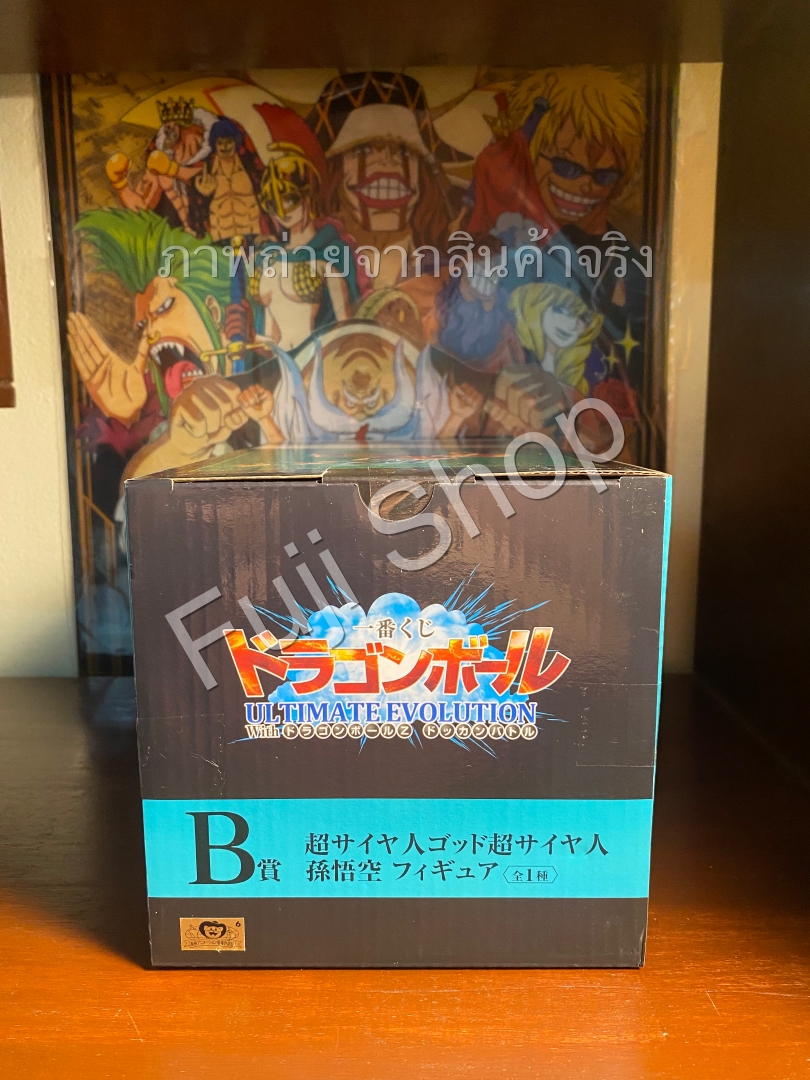 ภาพถ่ายจากสินค้าจริง
Fuji Shop
一番くじ
ドラゴンボール
ULTIMATE EVOLUTION
With ドラゴンボールZ ドッカンバトル
B賞
超サイヤ人ゴッド超サイヤ人
孫悟空 フィギュア〈全1種〉
6